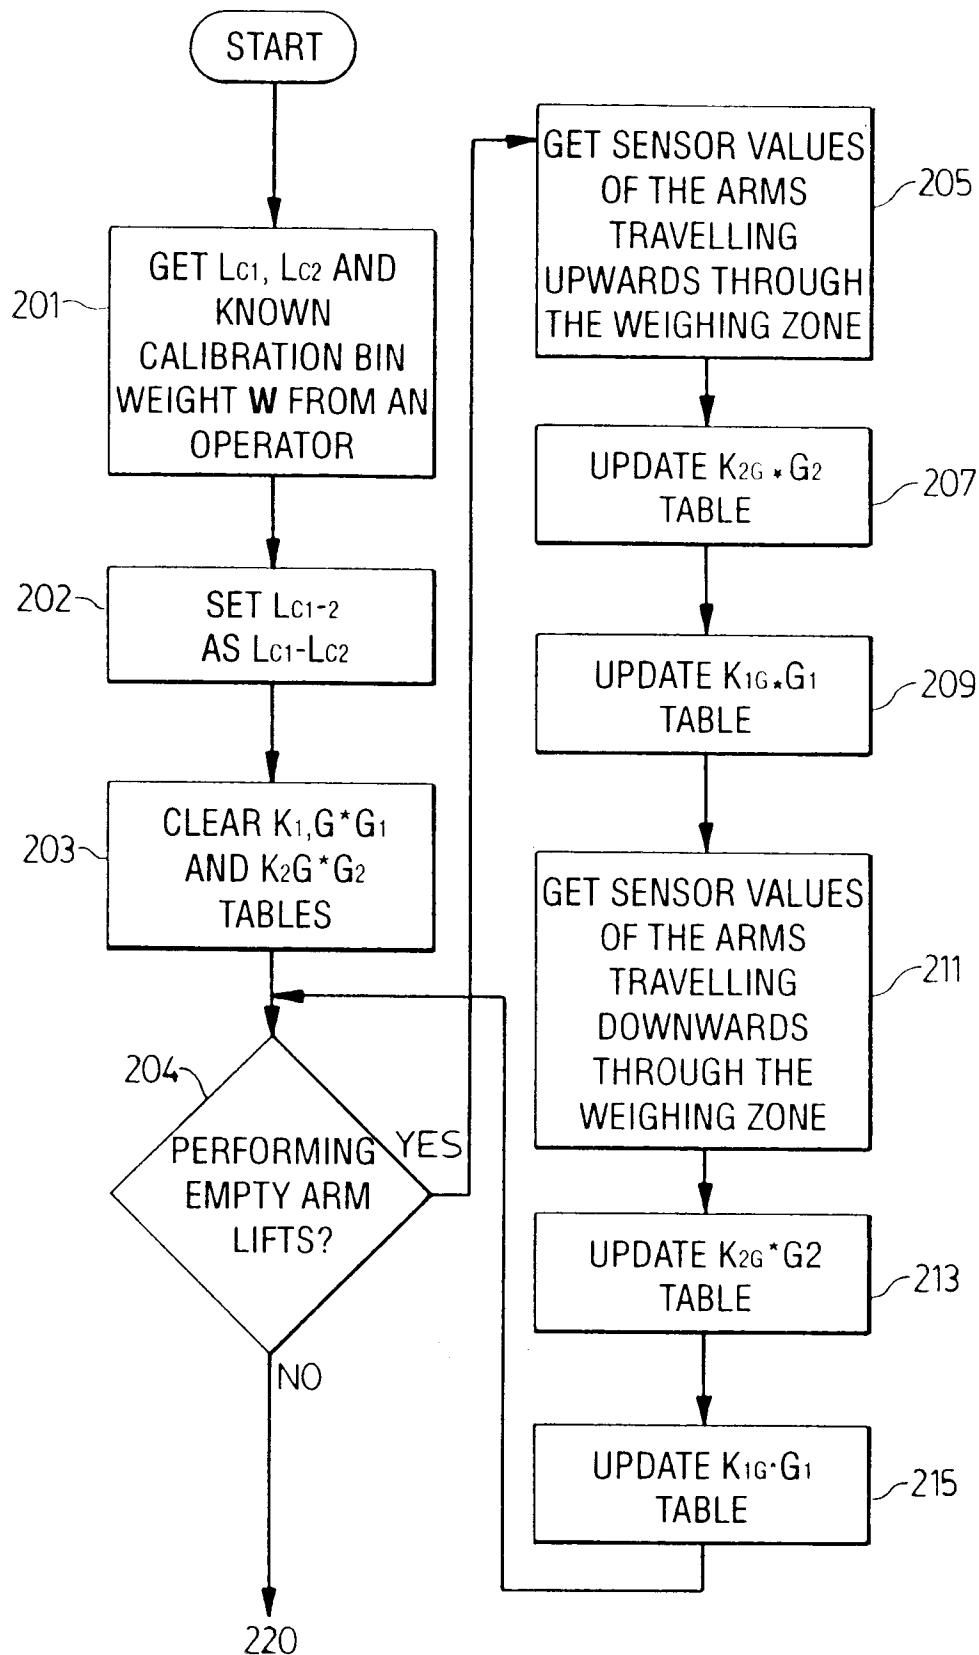 START
201
GET LC1, LC2 AND
KNOWN
CALIBRATION BIN
WEIGHT W FROM AN
OPERATOR
202
SET LC1-2
AS LC1-LC2
203
CLEAR K1,G*G1
AND K2G*G2
TABLES
204
PERFORMING
EMPTY ARM
LIFTS?
YES
NO
220
GET SENSOR VALUES
OF THE ARMS
TRAVELLING
UPWARDS THROUGH
THE WEIGHING ZONE
205
UPDATE K2G*G2
TABLE
207
UPDATE K1G*G1
TABLE
209
GET SENSOR VALUES
OF THE ARMS
TRAVELLING
DOWNWARDS
THROUGH THE
WEIGHING ZONE
211
UPDATE K2G*G2
TABLE
213
UPDATE K1G*G1
TABLE
215